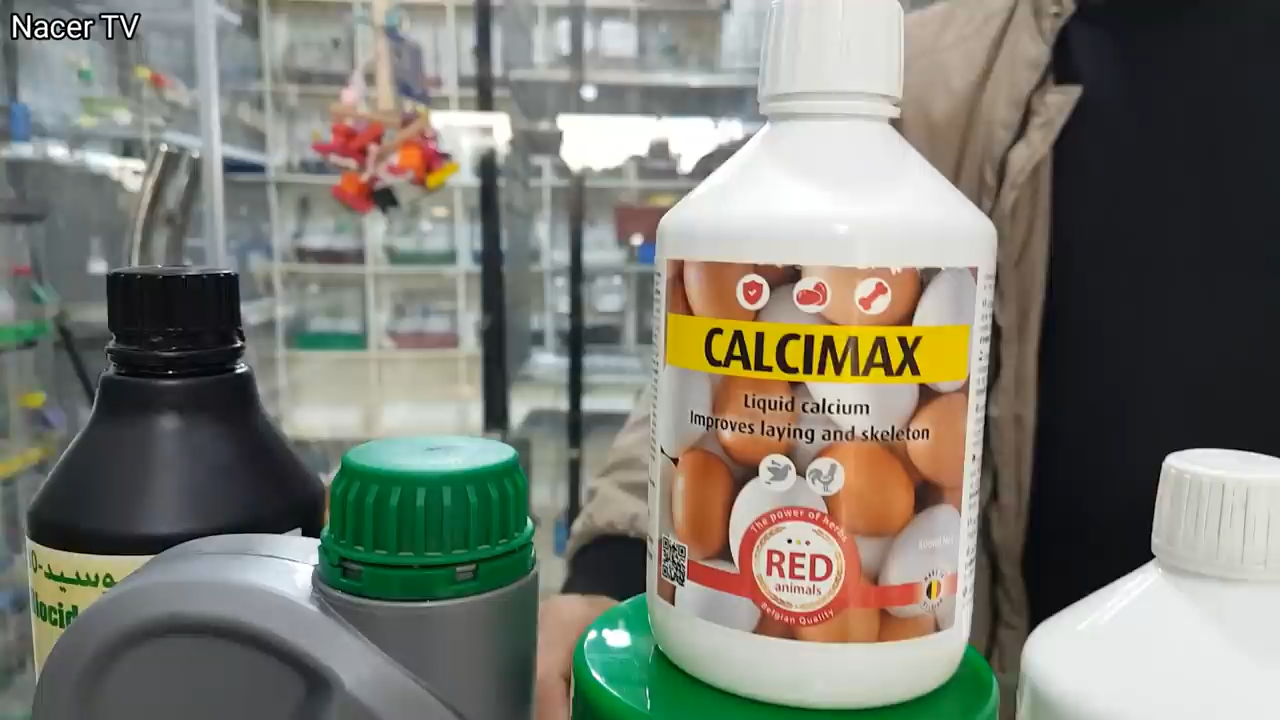 Nacer TV
CALCIMAX
Liquid calcium
Improves laying and skeleton
The power of herbs
RED
animals
Belgian Quality